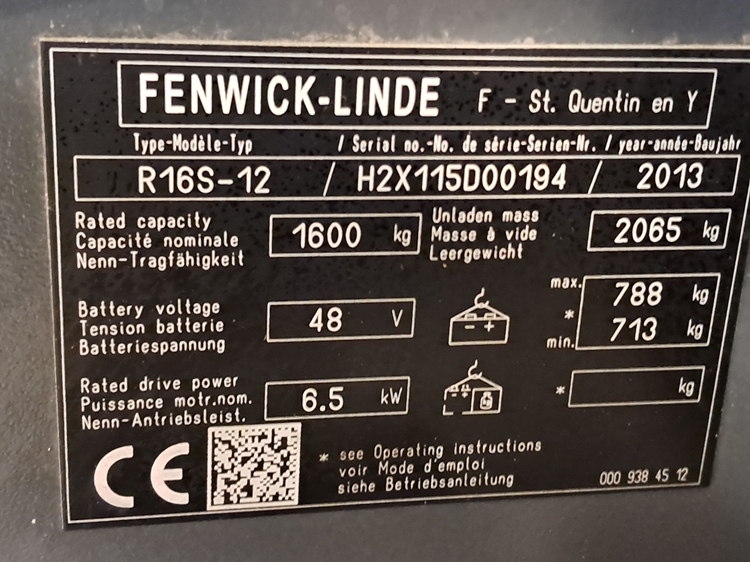 FENWICK-LINDE F - St. Quentin en Y
Type-Modèle-Typ / Serial no.-No. de série-Serien-Nr. / year-année-Baujahr
R16S-12 / H2X115D00194 / 2013
Rated capacity
Capacité nominale
Nenn-Tragfähigkeit
1600 kg
Unladen mass
Masse à vide
Leergewicht
2065 kg
Battery voltage
Tension batterie
Batteriespannung
48 V
- +
max. 788 kg
*
min. 713 kg
Rated drive power
Puissance motr.nom.
Nenn-Antriebsleist.
6.5 kW
* kg
CE
* see Operating instructions
voir Mode d'emploi
siehe Betriebsanleitung
000 938 45 12